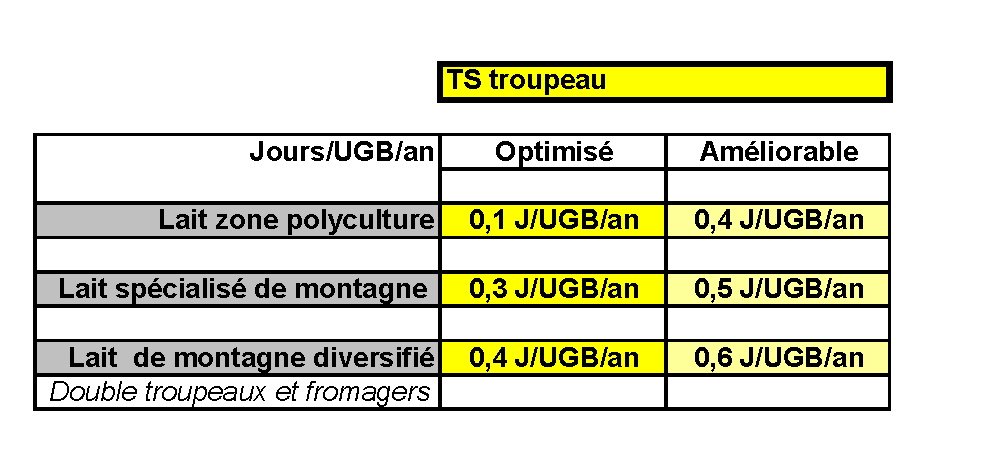 TS troupeau
Jours/UGB/an Optimisé Améliorable
Lait zone polyculture 0,1 J/UGB/an 0,4 J/UGB/an
Lait spécialisé de montagne 0,3 J/UGB/an 0,5 J/UGB/an
Lait de montagne diversifié 0,4 J/UGB/an 0,6 J/UGB/an
Double troupeaux et fromagers